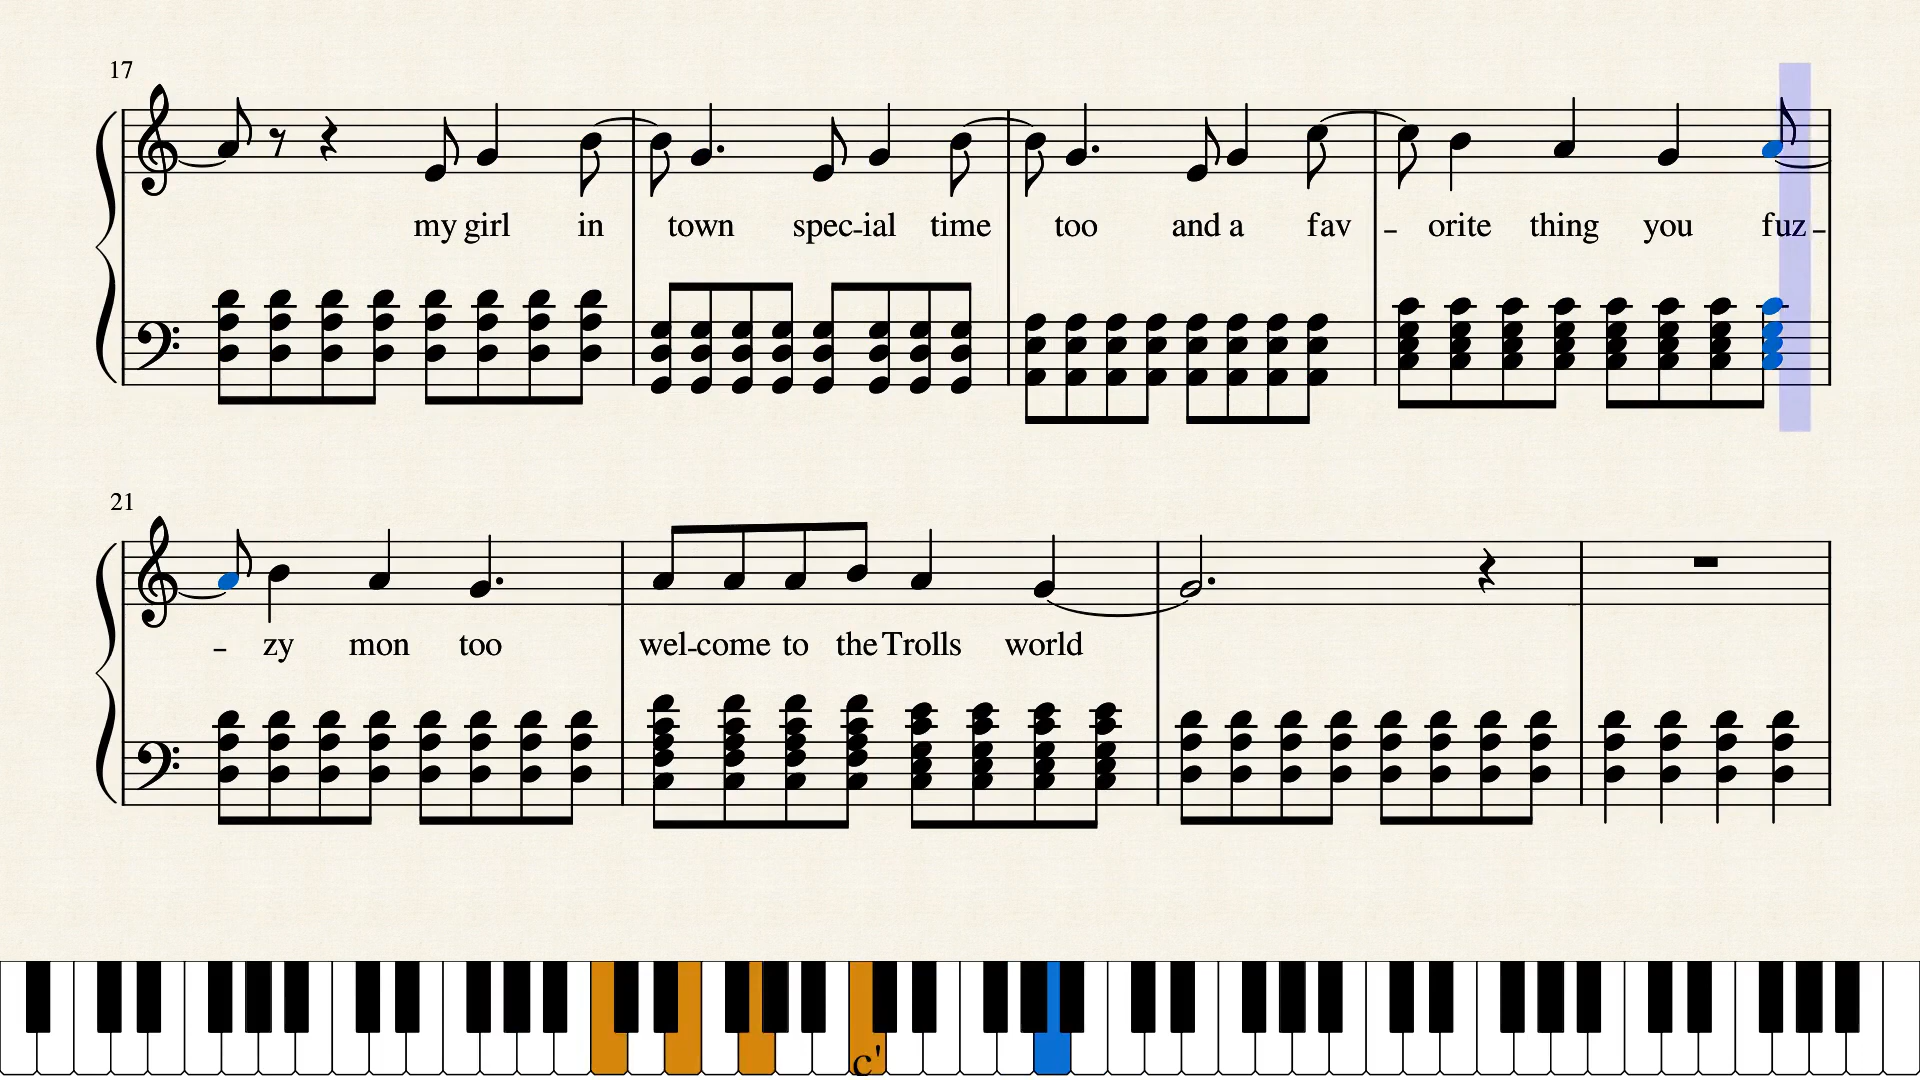 17
my girl in town spec-ial time too and a fav - orite thing you fuz-
21
- zy mon too wel-come to the Trolls world
c'